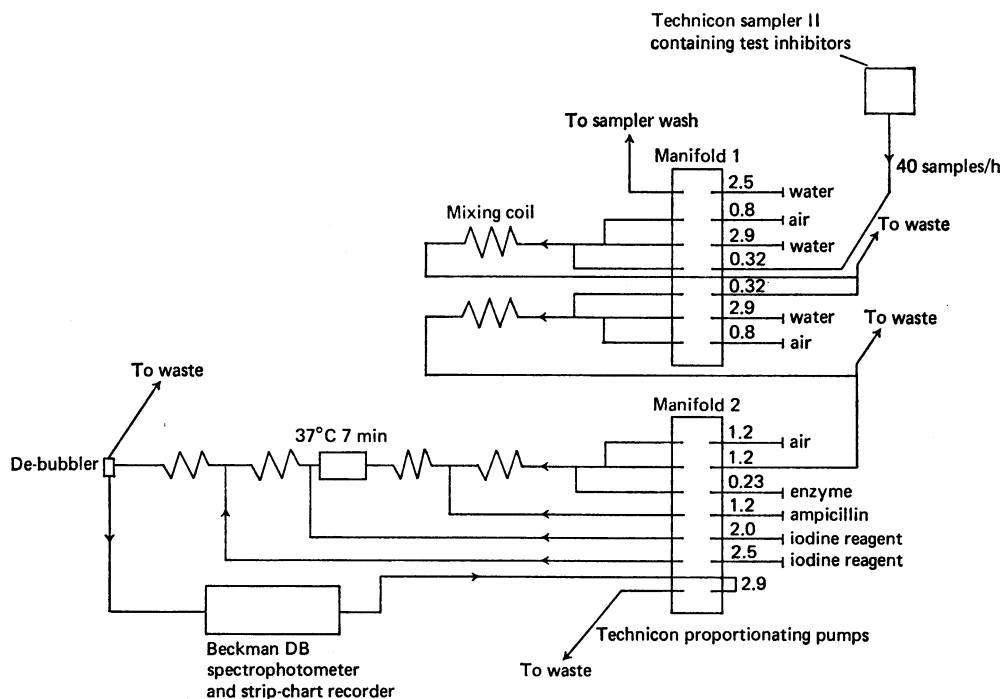 Technicon sampler II
containing test inhibitors
To sampler wash
Manifold 1
40 samples/h
2.5
water
0.8
air
Mixing coil
2.9
water
To waste
0.32
0.32
2.9
water
To waste
0.8
air
To waste
Manifold 2
37°C 7 min
1.2
air
De-bubbler
1.2
0.23
enzyme
1.2
ampicillin
2.0
iodine reagent
2.5
iodine reagent
2.9
Technicon proportionating pumps
Beckman DB
spectrophotometer
and strip-chart recorder
To waste